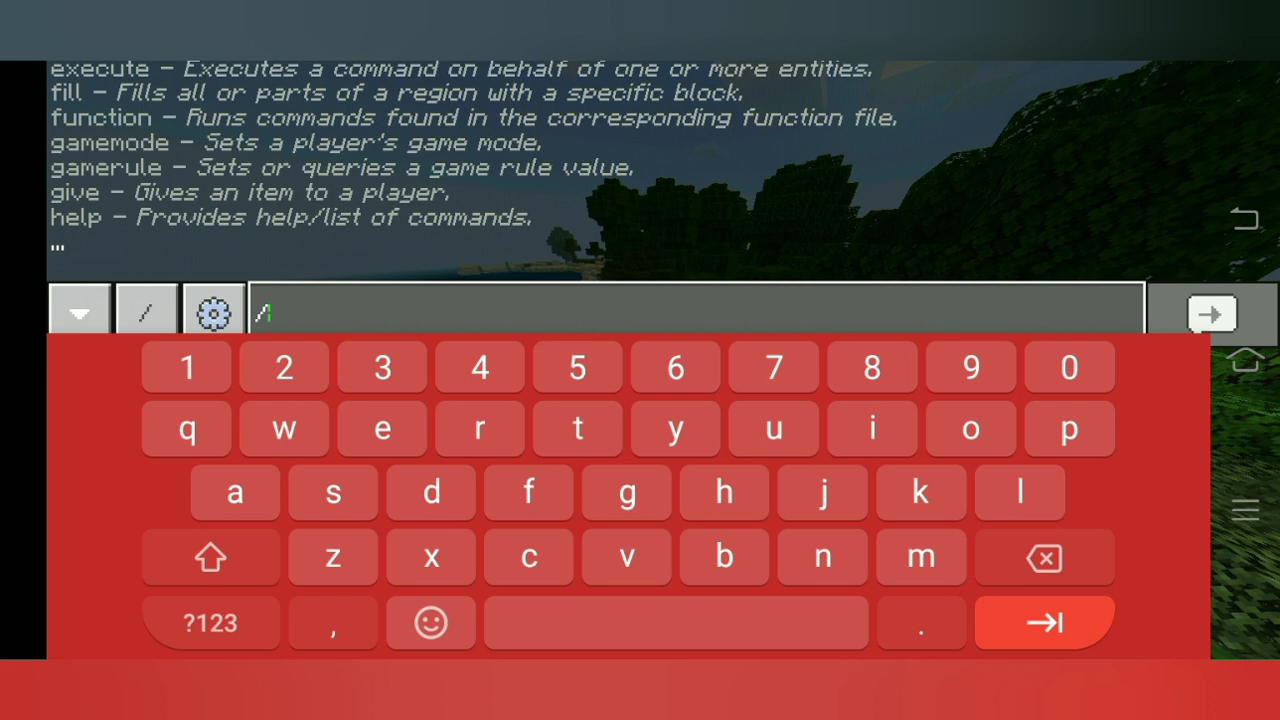 execute – Executes a command on behalf of one or more entities.
fill – Fills all or parts of a region with a specific block.
function – Runs commands found in the corresponding function file.
gamemode – Sets a player's game mode.
gamerule – Sets or queries a game rule value.
give – Gives an item to a player.
help – Provides help/list of commands.
...
/ /
1 2 3 4 5 6 7 8 9 0
q w e r t y u i o p
a s d f g h j k l
z x c v b n m
?123 , .